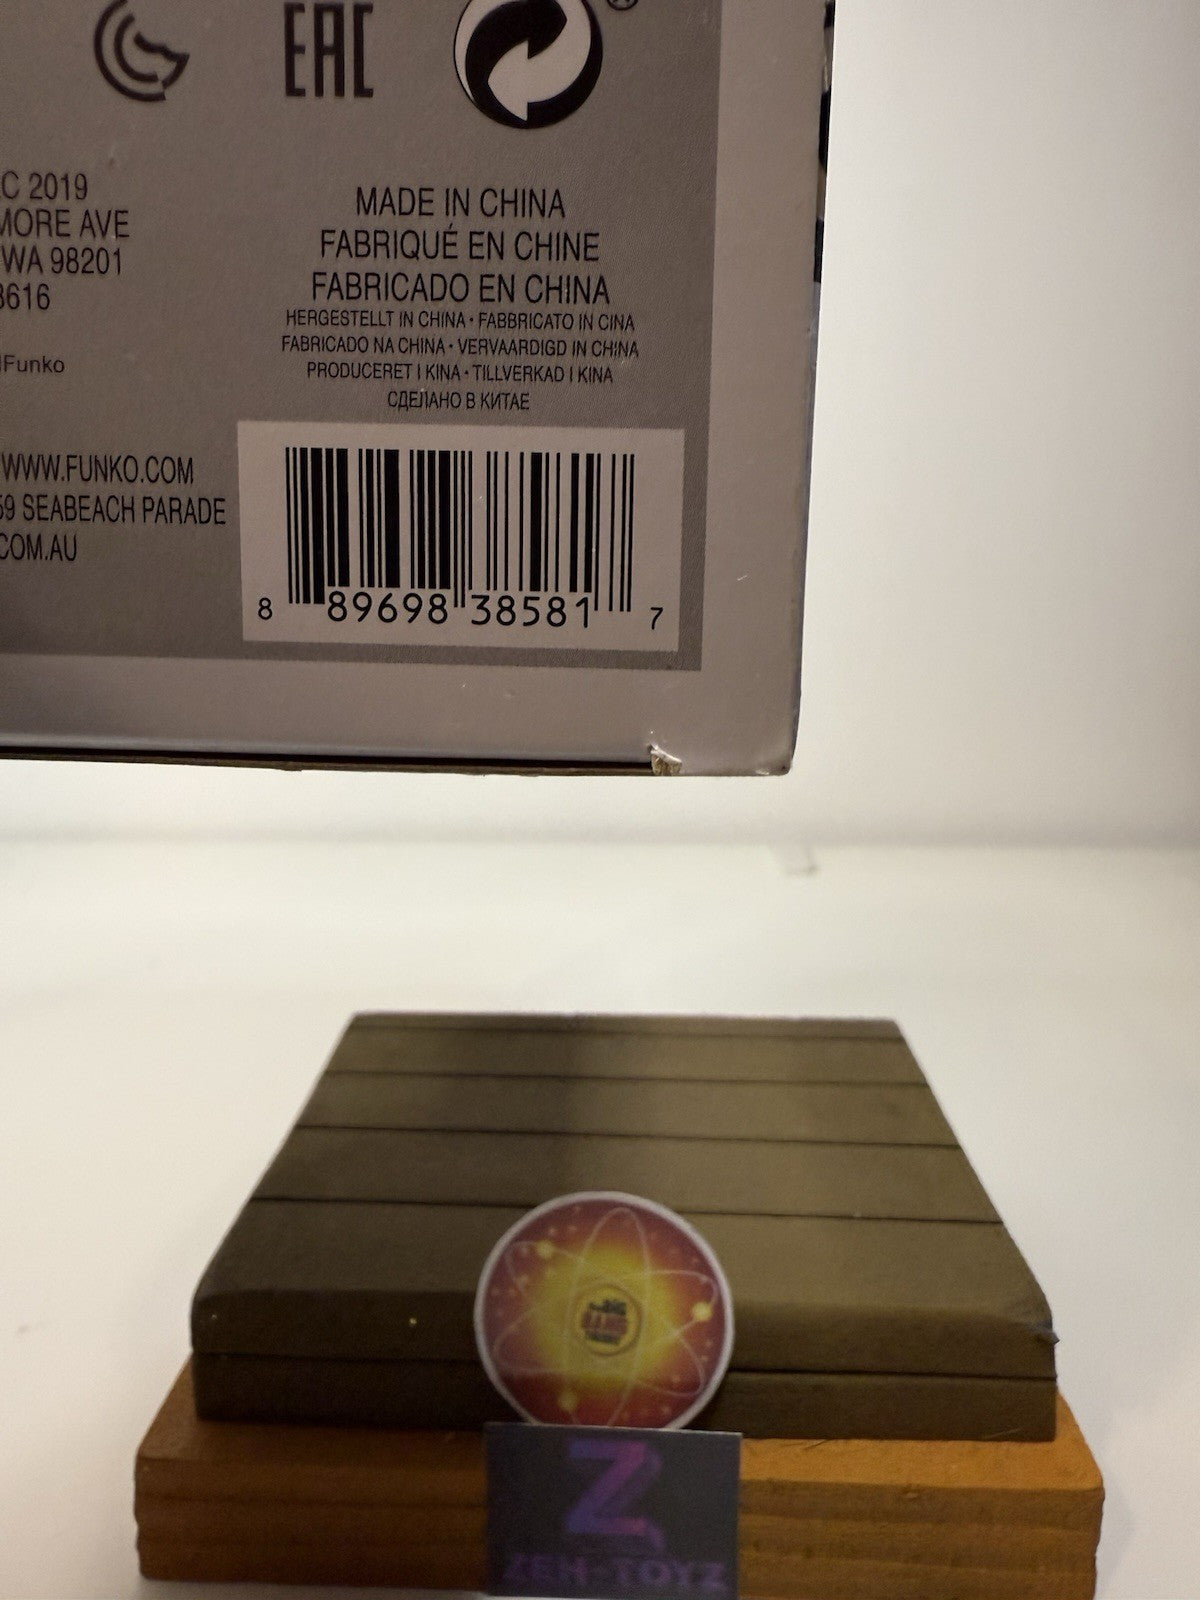 EAC
®
C 2019
MORE AVE
WA 98201
3616
Funko
WWW.FUNKO.COM
59 SEABEACH PARADE
COM.AU
MADE IN CHINA
FABRIQUÉ EN CHINE
FABRICADO EN CHINA
HERGESTELLT IN CHINA • FABBRICATO IN CINA
FABRICADO NA CHINA • VERVAARDIGD IN CHINA
PRODUCERET I KINA • TILLVERKAD I KINA
СДЕЛАНО В КИТАЕ
8 89698 38581 7
BANG
Z
ZEH-TOYZ